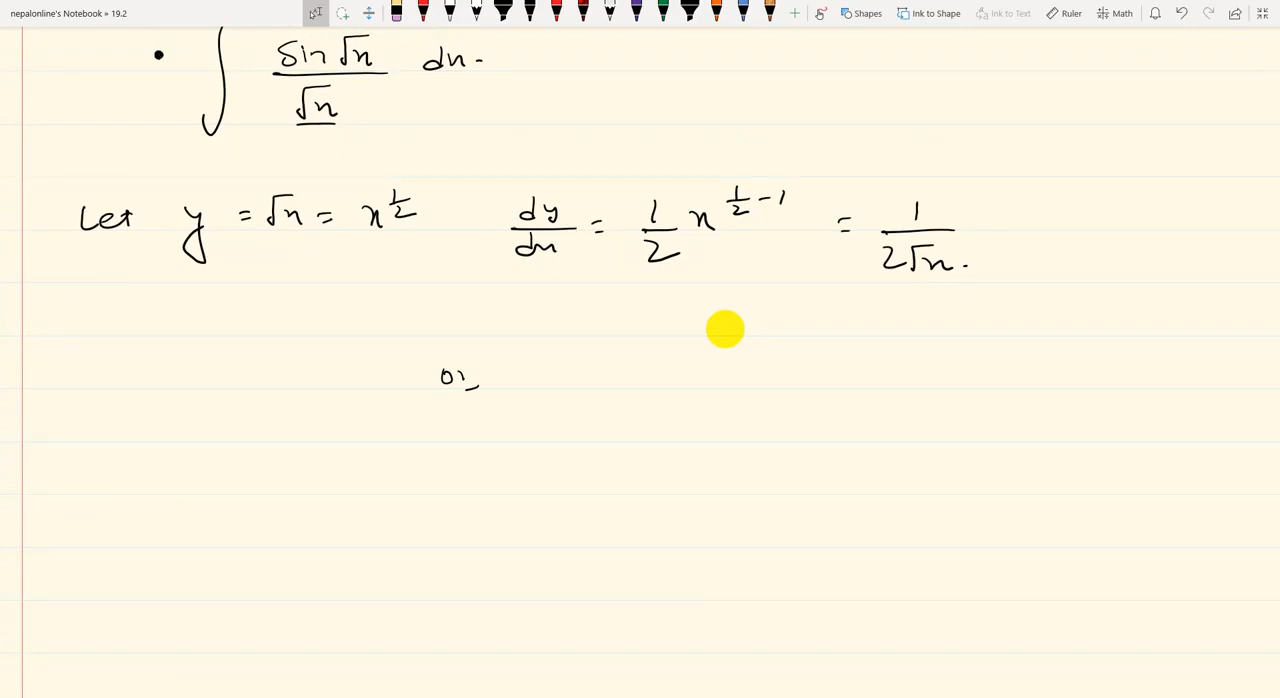 nepalonline's Notebook » 19.2 Shapes Ink to Shape Ink to Text Ruler Math
• ∫ sin √x / √x dx.
Let y = √x = x^(1/2) dy/dx = 1/2 x^(1/2 - 1) = 1 / 2√x.
or,